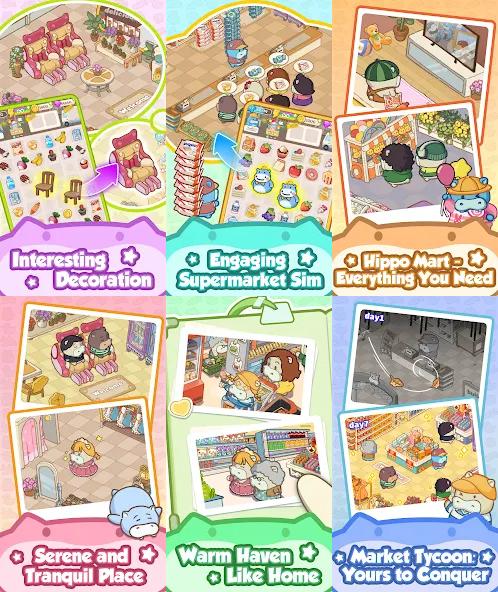 Interesting
Decoration
Engaging
Supermarket Sim
Hippo Mart -
Everything You Need
Serene and
Tranquil Place
Warm Haven
Like Home
day1
day7
Market Tycoon:
Yours to Conquer